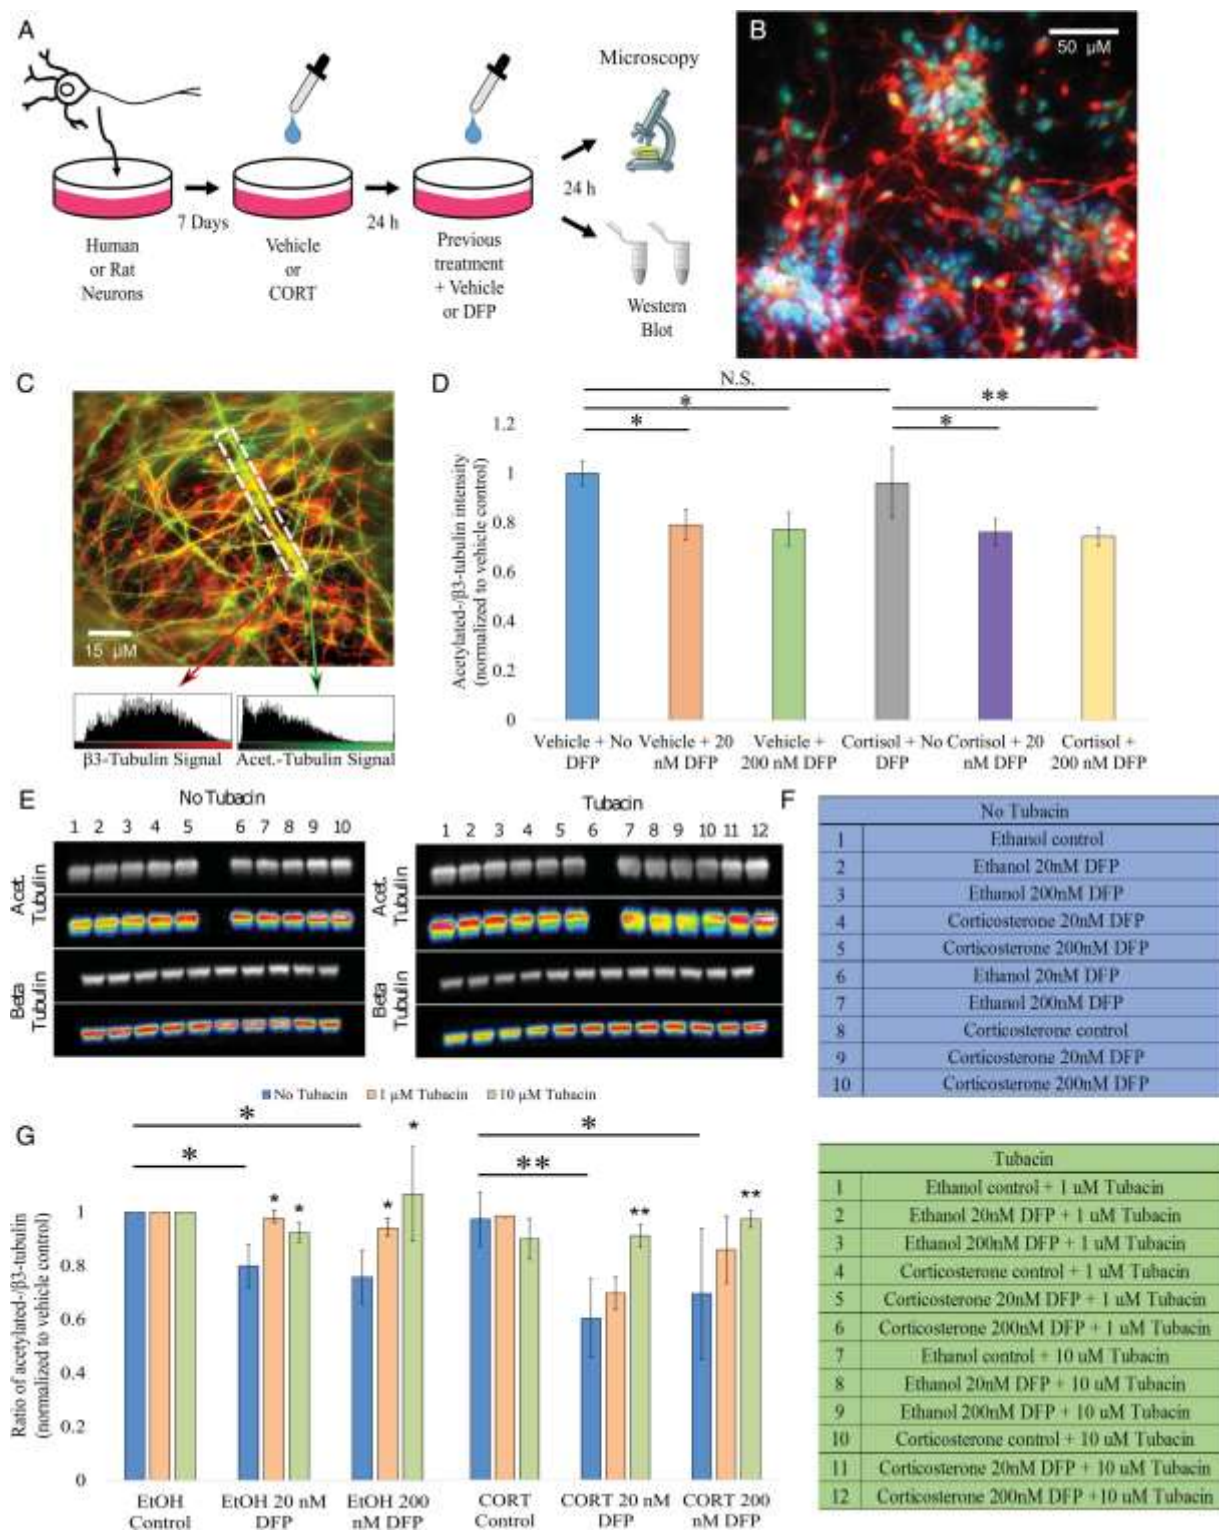 A
Microscopy
7 Days
24 h
24 h
Human
or Rat
Neurons
Vehicle
or
CORT
Previous
treatment
+ Vehicle
or DFP
Western
Blot
B
50 µM
C
15 µM
β3-Tubulin Signal
Acet.-Tubulin Signal
D
N.S.
*
*
**
*
Acetylated-/β3-tubulin intensity
(normalized to vehicle control)
1.2
1
0.8
0.6
0.4
0.2
0
Vehicle + No
DFP
Vehicle + 20
nM DFP
Vehicle +
200 nM DFP
Cortisol + No
DFP
Cortisol + 20
nM DFP
Cortisol +
200 nM DFP
E
No Tubacin
1 2 3 4 5 6 7 8 9 10
Acet.
Tubulin
Beta
Tubulin
Tubacin
1 2 3 4 5 6 7 8 9 10 11 12
Acet.
Tubulin
Beta
Tubulin
F
No Tubacin
1 Ethanol control
2 Ethanol 20nM DFP
3 Ethanol 200nM DFP
4 Corticosterone 20nM DFP
5 Corticosterone 200nM DFP
6 Ethanol 20nM DFP
7 Ethanol 200nM DFP
8 Corticosterone control
9 Corticosterone 20nM DFP
10 Corticosterone 200nM DFP
Tubacin
1 Ethanol control + 1 uM Tubacin
2 Ethanol 20nM DFP + 1 uM Tubacin
3 Ethanol 200nM DFP + 1 uM Tubacin
4 Corticosterone control + 1 uM Tubacin
5 Corticosterone 20nM DFP + 1 uM Tubacin
6 Corticosterone 200nM DFP + 1 uM Tubacin
7 Ethanol control + 10 uM Tubacin
8 Ethanol 20nM DFP + 10 uM Tubacin
9 Ethanol 200nM DFP + 10 uM Tubacin
10 Corticosterone control + 10 uM Tubacin
11 Corticosterone 20nM DFP + 10 uM Tubacin
12 Corticosterone 200nM DFP +10 uM Tubacin
G
No Tubacin 1 µM Tubacin 10 µM Tubacin
*
*
*
*
*
*
*
**
**
**
Ratio of acetylated-/β3-tubulin
(normalized to vehicle control)
1
0.8
0.6
0.4
0.2
0
EtOH
Control
EtOH 20 nM
DFP
EtOH 200
nM DFP
CORT
Control
CORT 20 nM
DFP
CORT 200
nM DFP